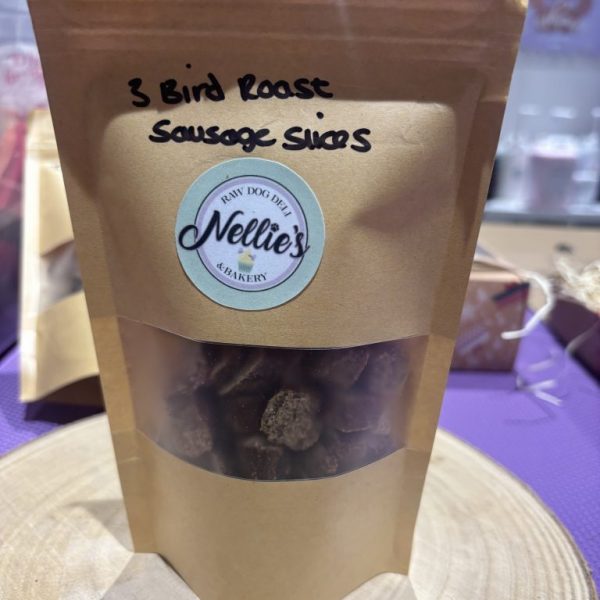 3 Bird Roast
Sausage Slices
RAW DOG DELI
Nellie's
& BAKERY